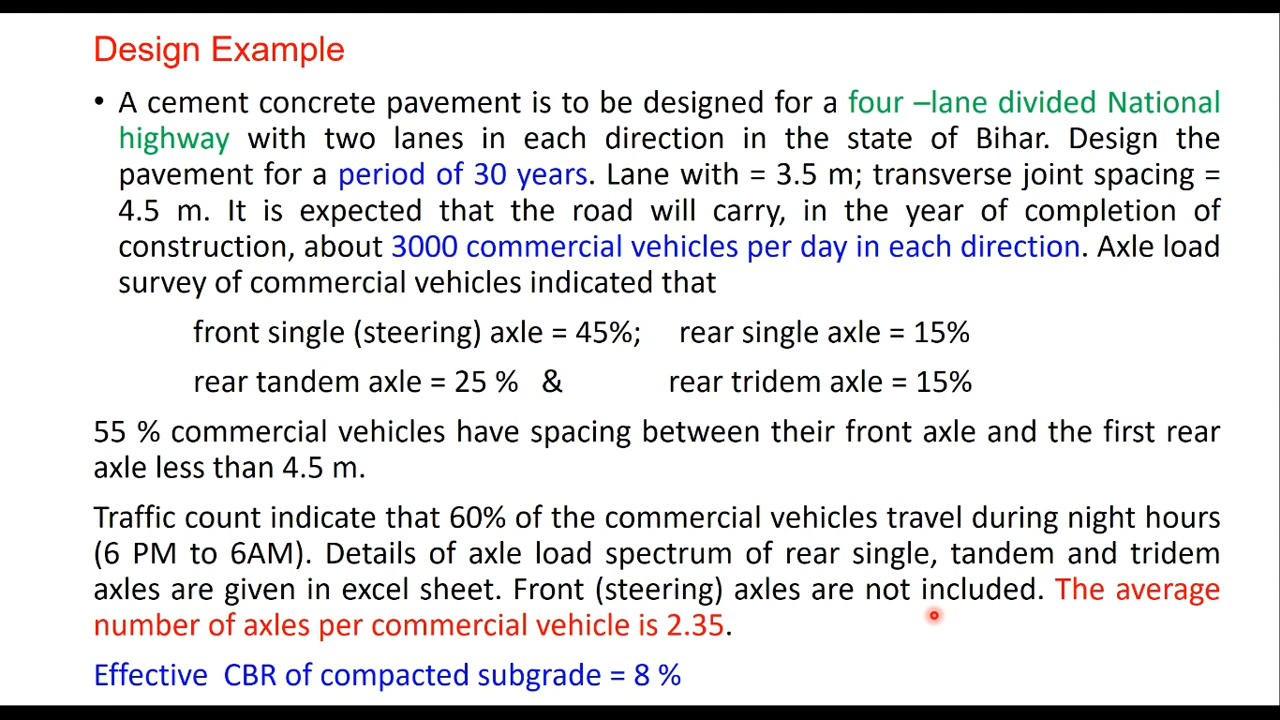 Design Example
• A cement concrete pavement is to be designed for a four –lane divided National
highway with two lanes in each direction in the state of Bihar. Design the
pavement for a period of 30 years. Lane with = 3.5 m; transverse joint spacing =
4.5 m. It is expected that the road will carry, in the year of completion of
construction, about 3000 commercial vehicles per day in each direction. Axle load
survey of commercial vehicles indicated that
front single (steering) axle = 45%; rear single axle = 15%
rear tandem axle = 25 % & rear tridem axle = 15%
55 % commercial vehicles have spacing between their front axle and the first rear
axle less than 4.5 m.
Traffic count indicate that 60% of the commercial vehicles travel during night hours
(6 PM to 6AM). Details of axle load spectrum of rear single, tandem and tridem
axles are given in excel sheet. Front (steering) axles are not included. The average
number of axles per commercial vehicle is 2.35.
Effective CBR of compacted subgrade = 8 %